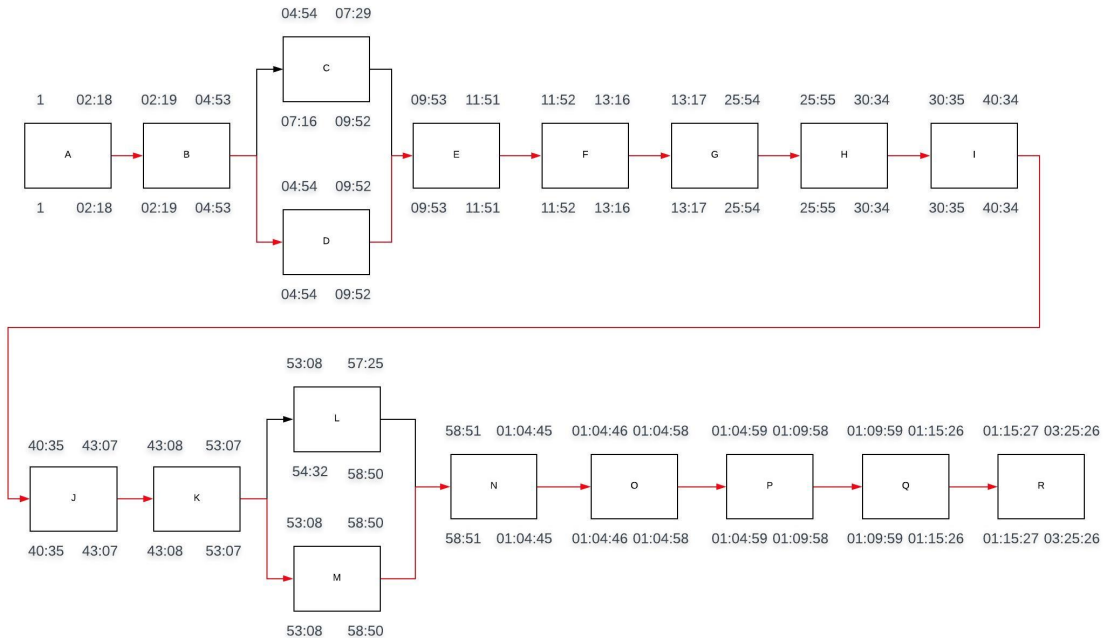 04:54 07:29
C
07:16 09:52
1 02:18 02:19 04:53 09:53 11:51 11:52 13:16 13:17 25:54 25:55 30:34 30:35 40:34
A B E F G H I
1 02:18 02:19 04:53 09:53 11:51 11:52 13:16 13:17 25:54 25:55 30:34 30:35 40:34
04:54 09:52
D
04:54 09:52
53:08 57:25
L
54:32 58:50
40:35 43:07 43:08 53:07 58:51 01:04:45 01:04:46 01:04:58 01:04:59 01:09:58 01:09:59 01:15:26 01:15:27 03:25:26
J K N O P Q R
40:35 43:07 43:08 53:07 58:51 01:04:45 01:04:46 01:04:58 01:04:59 01:09:58 01:09:59 01:15:26 01:15:27 03:25:26
53:08 58:50
M
53:08 58:50